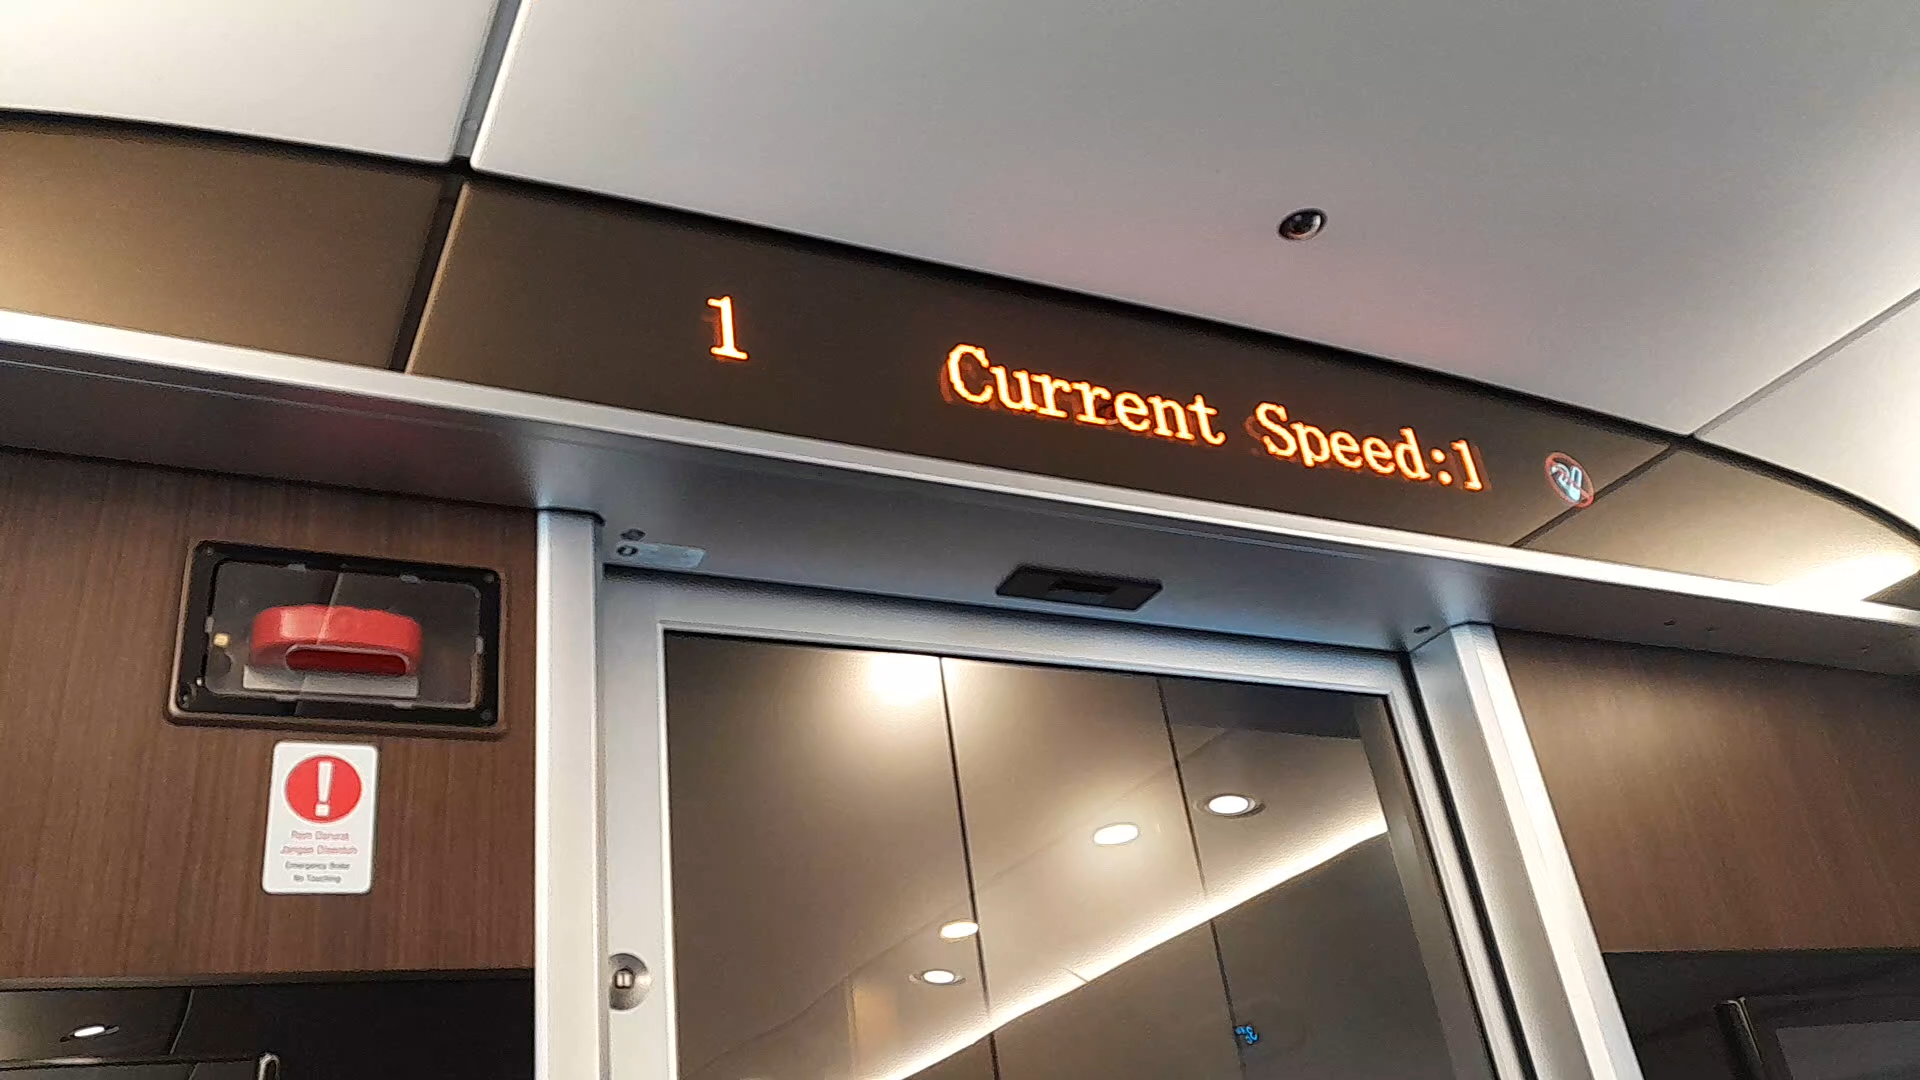 1 Current Speed:1
Rem Darurat
Jangan Disentuh
Emergency Brake
No Touching